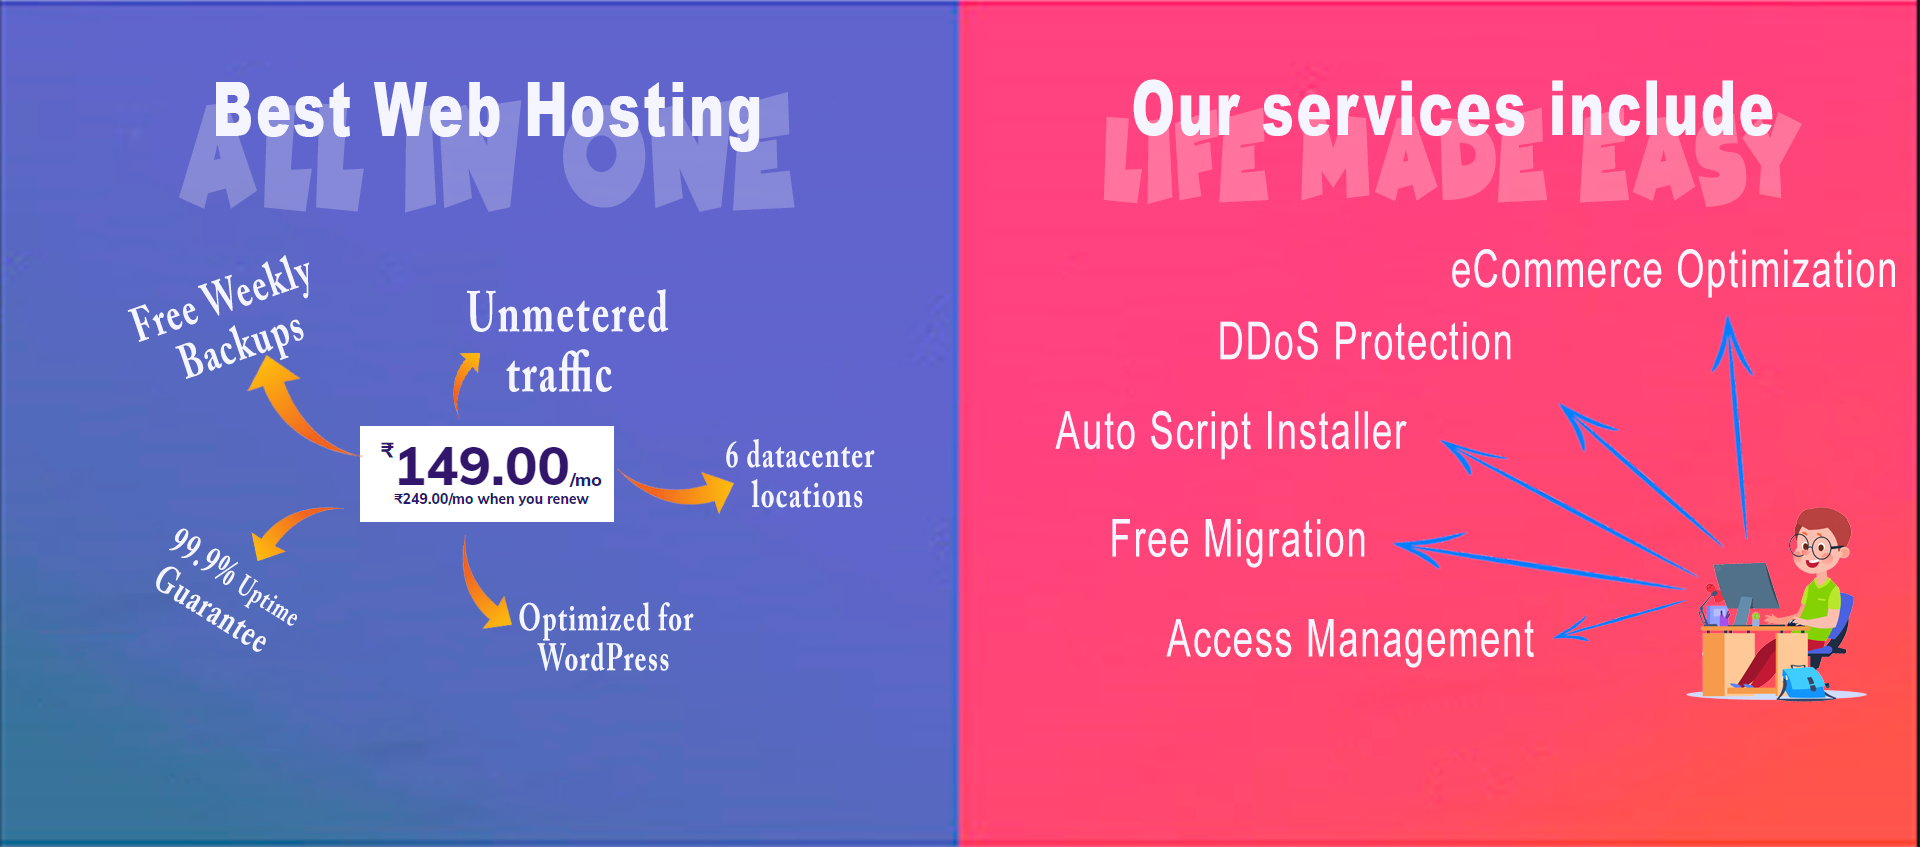 Best Web Hosting
ALL IN ONE
Free Weekly
Backups
Unmetered
traffic
₹149.00/mo
₹249.00/mo when you renew
6 datacenter
locations
99.9% Uptime
Guarantee
Optimized for
WordPress
Our services include
LIFE MADE EASY
eCommerce Optimization
DDoS Protection
Auto Script Installer
Free Migration
Access Management